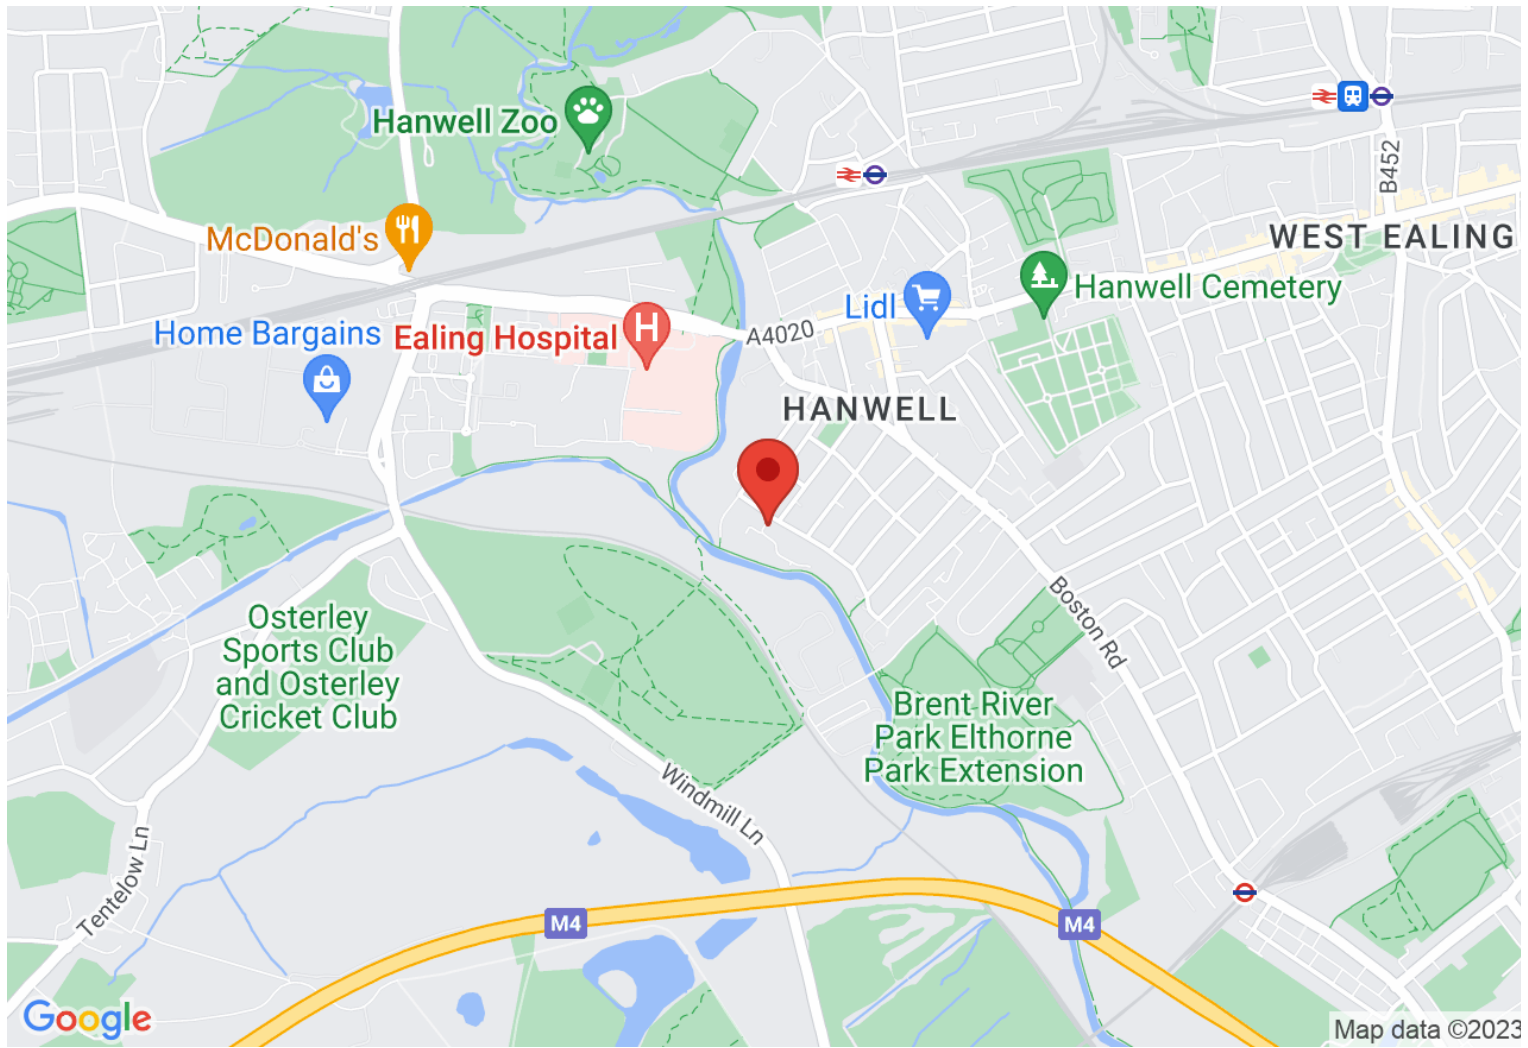 Hanwell Zoo
B452
WEST EALING
McDonald's
Hanwell Cemetery
Lidl
A4020
Home Bargains
Ealing Hospital
H
HANWELL
Boston Rd
Osterley
Sports Club
and Osterley
Cricket Club
Brent River
Park Elthorne
Park Extension
Windmill Ln
Tentelow Ln
M4
M4
Google
Map data ©2023